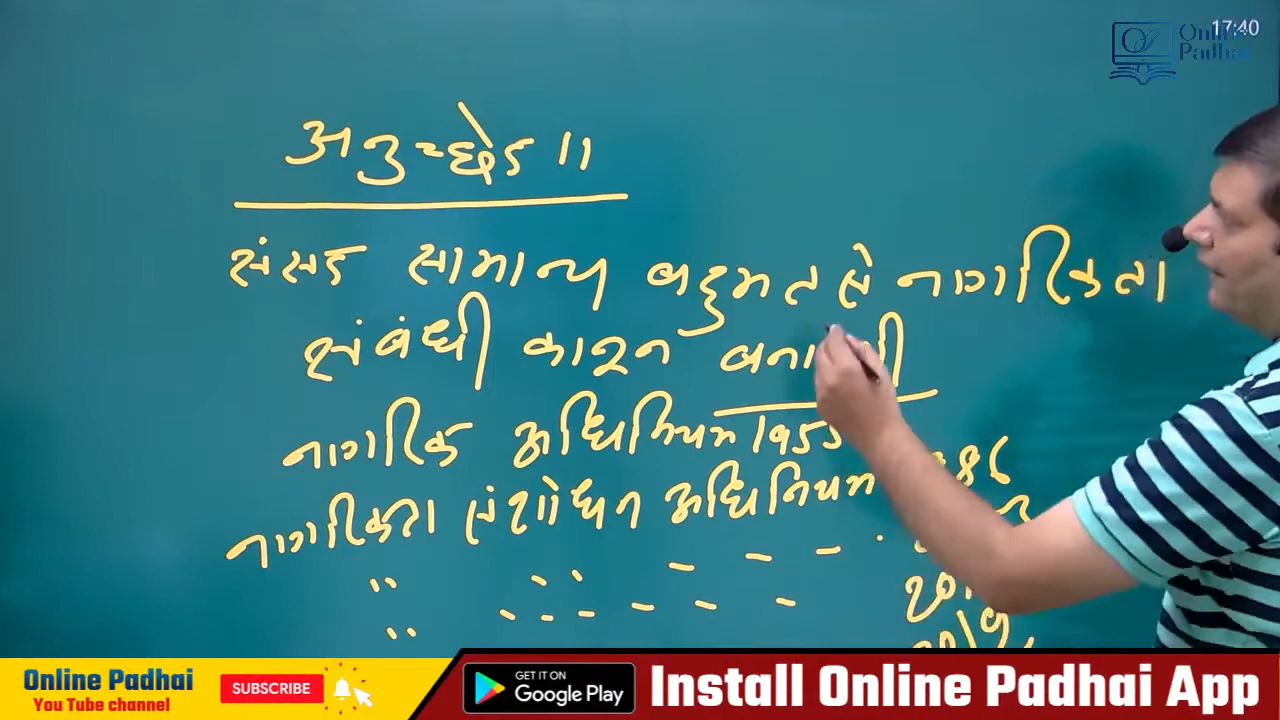 17:40
Online
Padhai
अनुच्छेद 11
संसद सामान्य बहुमत से नागरिकता
संबंधी कानून
नागरिक अधिनियम 1955
नागरिकता संशोधन अधिनियम
Online Padhai
You Tube channel
SUBSCRIBE
GET IT ON
Google Play
Install Online Padhai App